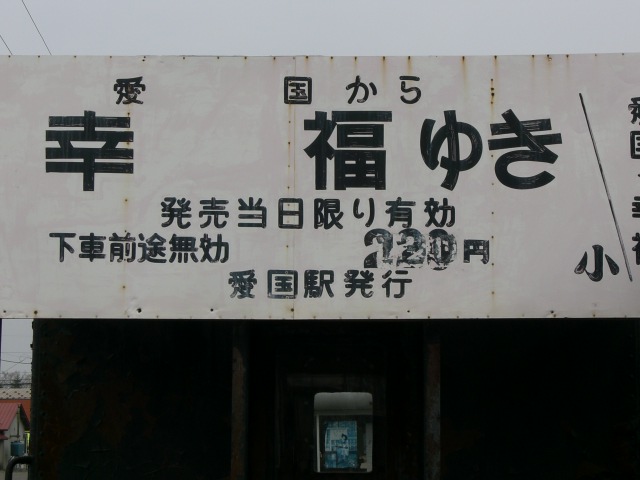 愛 国 から
幸 福 ゆき
発売当日限り有効
下車前途無効 220円
愛国駅発行
小